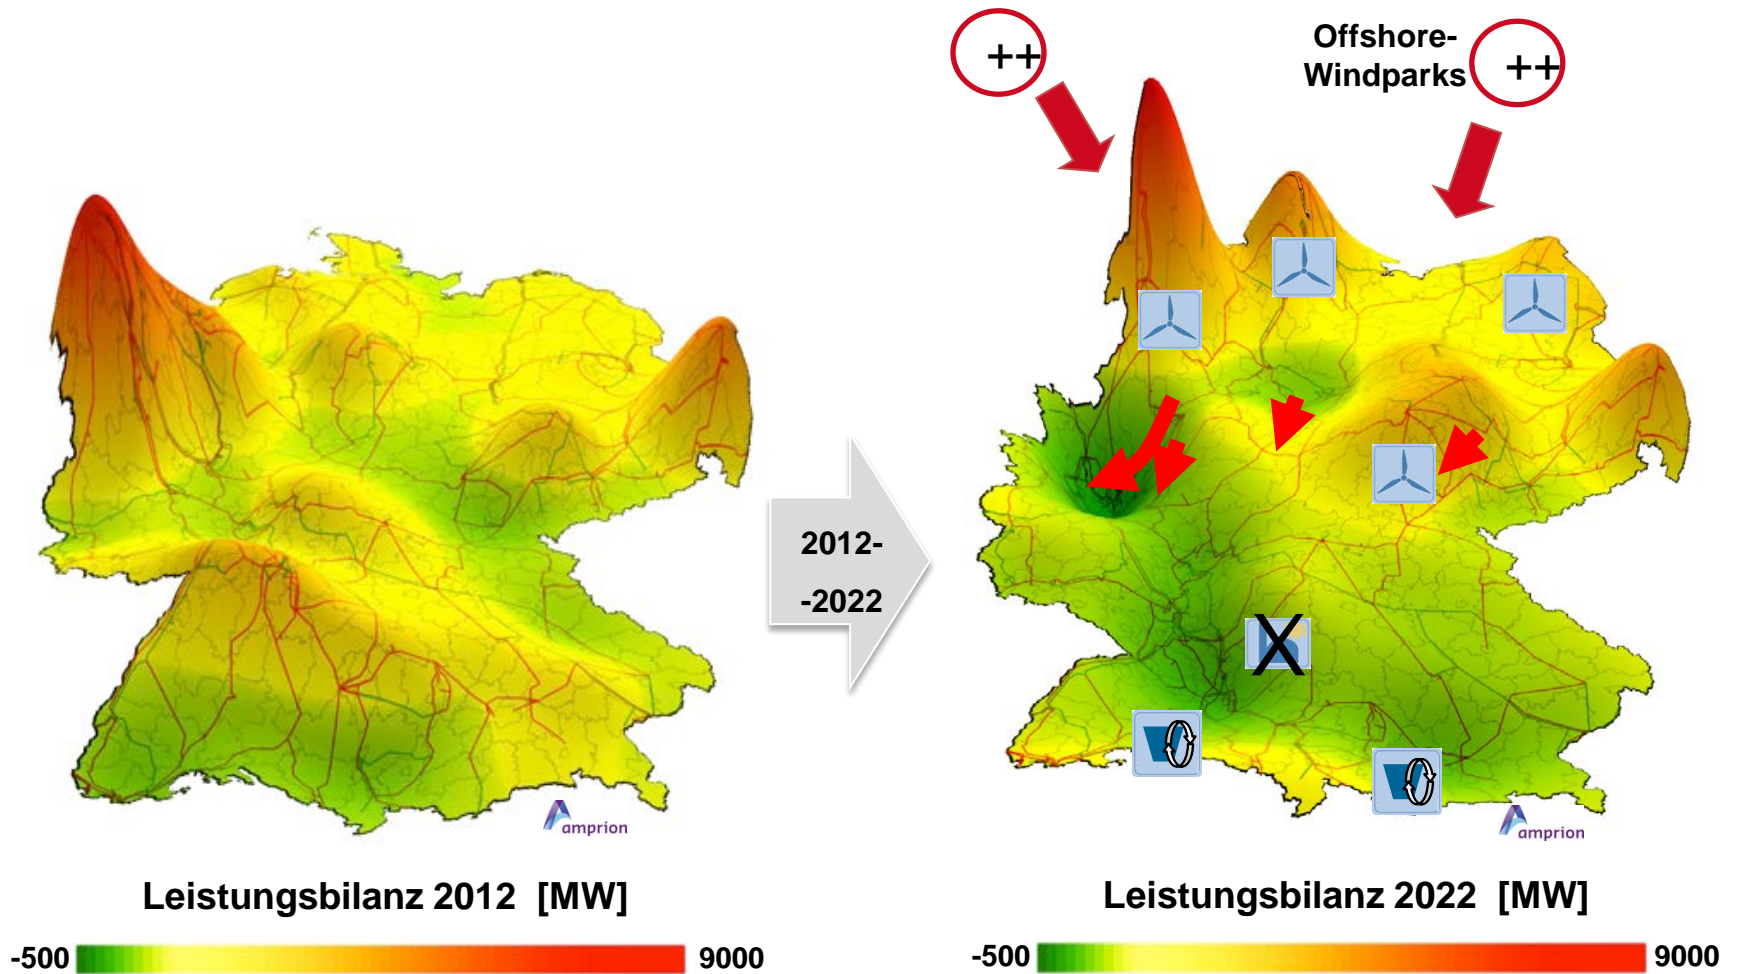 ++
Offshore-
Windparks
++
2012-
-2022
X
amprion
amprion
Leistungsbilanz 2012 [MW]
Leistungsbilanz 2022 [MW]
-500
9000
-500
9000